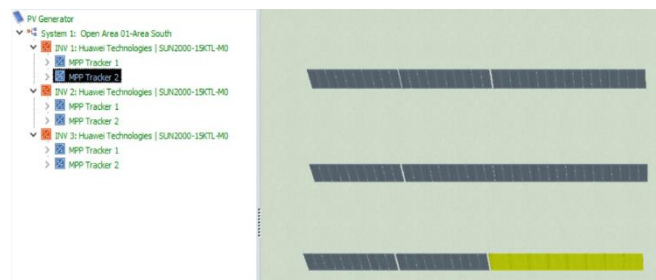 PV Generator
System 1: Open Area 01-Area South
INV 1: Huawei Technologies | SUN2000-15KTL-M0
MPP Tracker 1
MPP Tracker 2
INV 2: Huawei Technologies | SUN2000-15KTL-M0
MPP Tracker 1
MPP Tracker 2
INV 3: Huawei Technologies | SUN2000-15KTL-M0
MPP Tracker 1
MPP Tracker 2